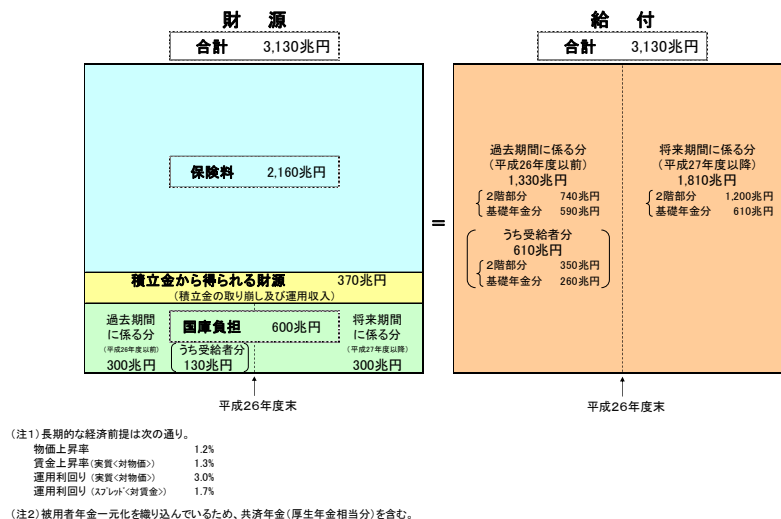 財　源
合計　3,130兆円
保険料　2,160兆円
積立金から得られる財源　370兆円
（積立金の取り崩し及び運用収入）
過去期間
に係る分
（平成26年度以前）
300兆円
国庫負担　600兆円
うち受給者分
130兆円
将来期間
に係る分
（平成27年度以降）
300兆円
平成26年度末
＝
給　付
合計　3,130兆円
過去期間に係る分
（平成26年度以前）
1,330兆円
2階部分　740兆円
基礎年金分　590兆円
うち受給者分
610兆円
2階部分　350兆円
基礎年金分　260兆円
将来期間に係る分
（平成27年度以降）
1,810兆円
2階部分　1,200兆円
基礎年金分　610兆円
平成26年度末
（注1）長期的な経済前提は次の通り。
物価上昇率　1.2%
賃金上昇率（実質<対物価>）　1.3%
運用利回り（実質<対物価>）　3.0%
運用利回り（スプレッド<対賃金>）　1.7%
（注2）被用者年金一元化を織り込んでいるため、共済年金（厚生年金相当分）を含む。